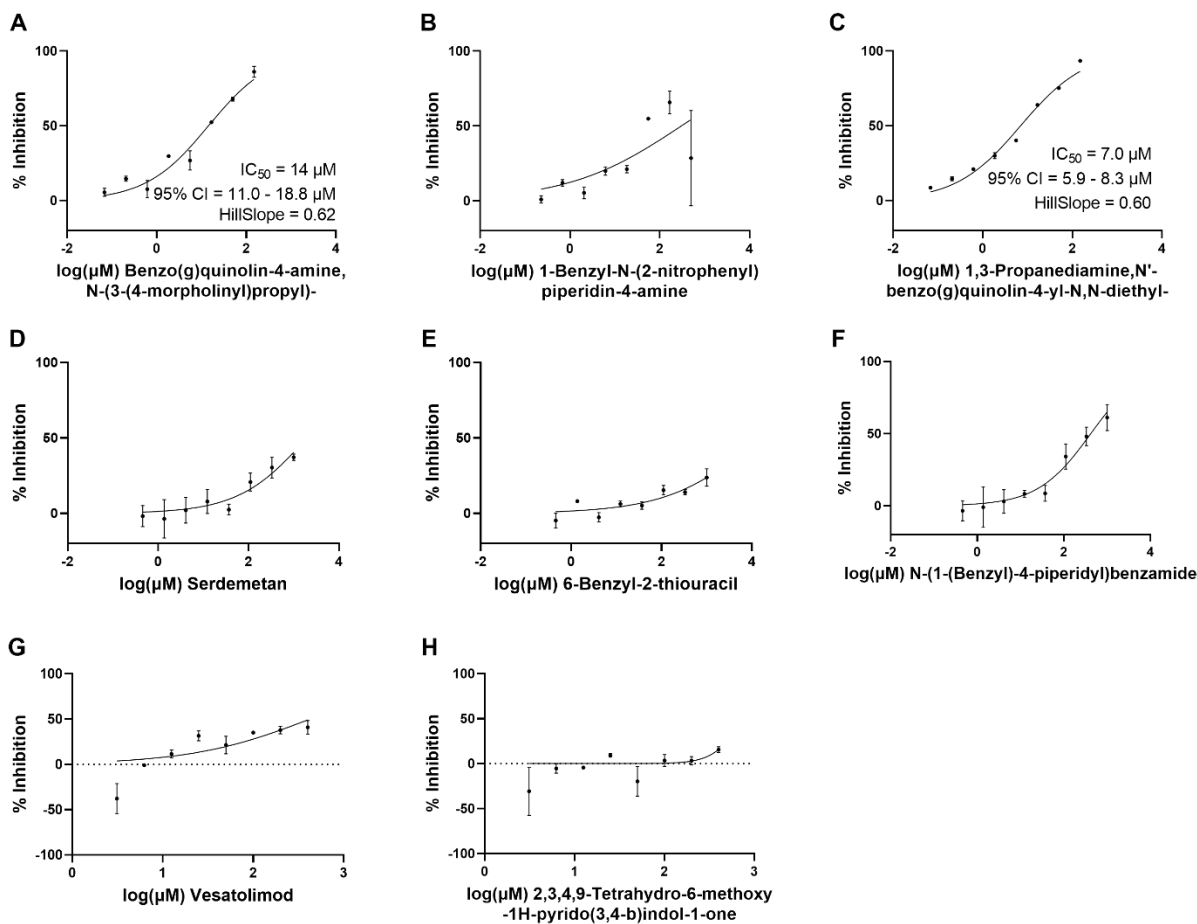 A
% Inhibition
100
50
0
IC50 = 14 µM
95% CI = 11.0 - 18.8 µM
HillSlope = 0.62
-2 0 2 4
log(µM) Benzo(g)quinolin-4-amine,
N-(3-(4-morpholinyl)propyl)-
B
% Inhibition
100
50
0
-2 0 2 4
log(µM) 1-Benzyl-N-(2-nitrophenyl)
piperidin-4-amine
C
% Inhibition
100
50
0
IC50 = 7.0 µM
95% CI = 5.9 - 8.3 µM
HillSlope = 0.60
-2 0 2 4
log(µM) 1,3-Propanediamine,N'-
benzo(g)quinolin-4-yl-N,N-diethyl-
D
% Inhibition
100
50
0
-2 0 2 4
log(µM) Serdemetan
E
% Inhibition
100
50
0
-2 0 2 4
log(µM) 6-Benzyl-2-thiouracil
F
% Inhibition
100
50
0
-2 0 2 4
log(µM) N-(1-(Benzyl)-4-piperidyl)benzamide
G
% Inhibition
100
50
0
-50
-100
0 1 2 3
log(µM) Vesatolimod
H
% Inhibition
100
50
0
-50
-100
0 1 2 3
log(µM) 2,3,4,9-Tetrahydro-6-methoxy
-1H-pyrido(3,4-b)indol-1-one